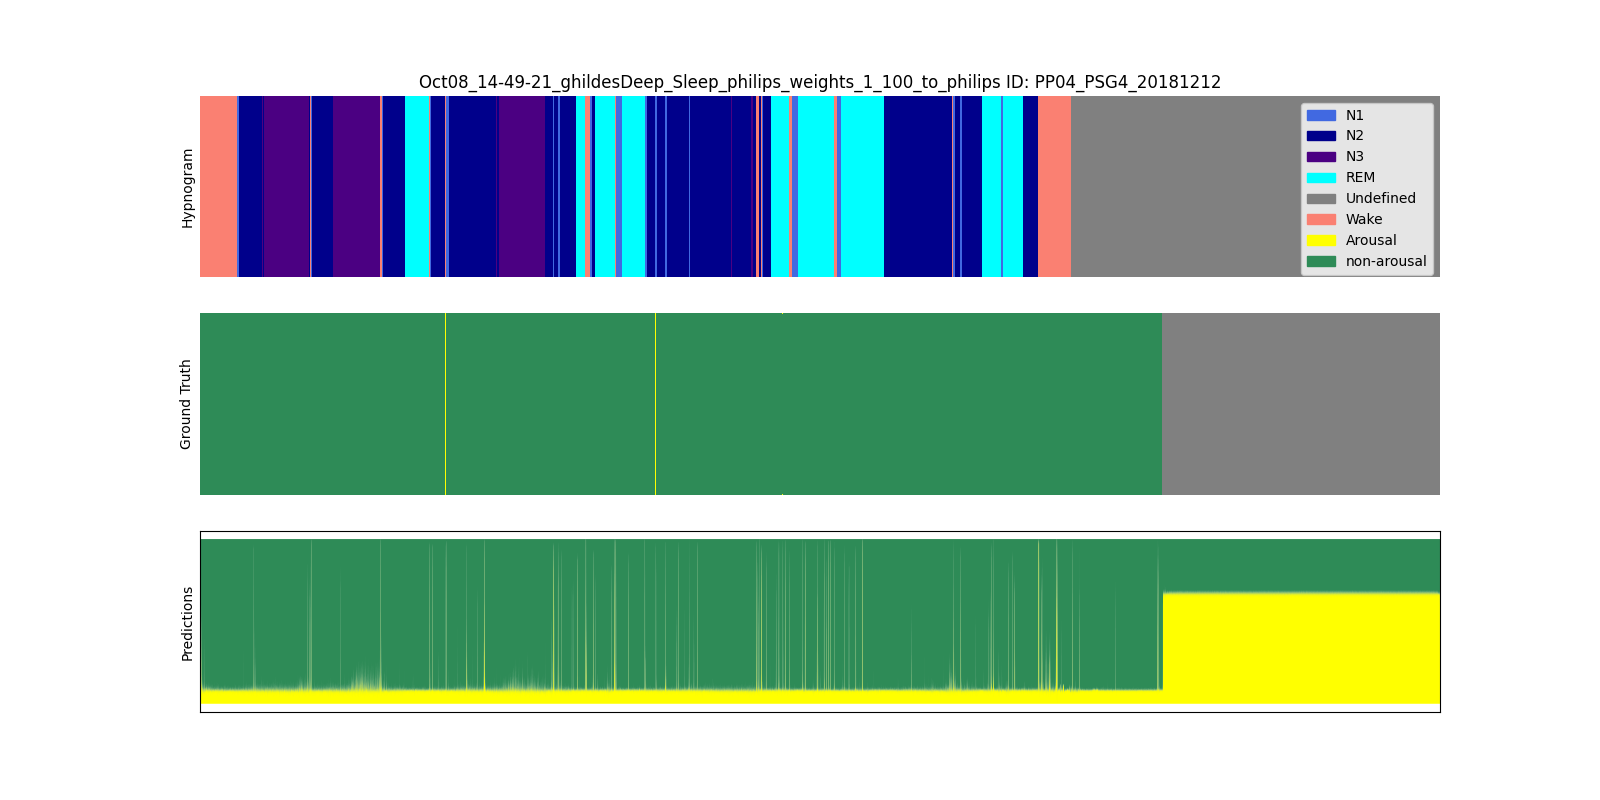 Oct08_14-49-21_ghildesDeep_Sleep_philips_weights_1_100_to_philips ID: PP04_PSG4_20181212
Hypnogram
N1
N2
N3
REM
Undefined
Wake
Arousal
non-arousal
Ground Truth
Predictions